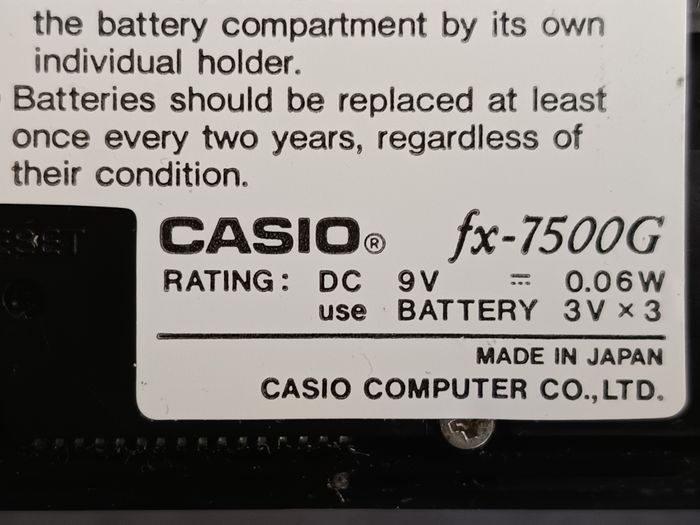 the battery compartment by its own
individual holder.
Batteries should be replaced at least
once every two years, regardless of
their condition.
CASIO® fx-7500G
RATING: DC 9V ⎓ 0.06W
use BATTERY 3V × 3
MADE IN JAPAN
CASIO COMPUTER CO.,LTD.